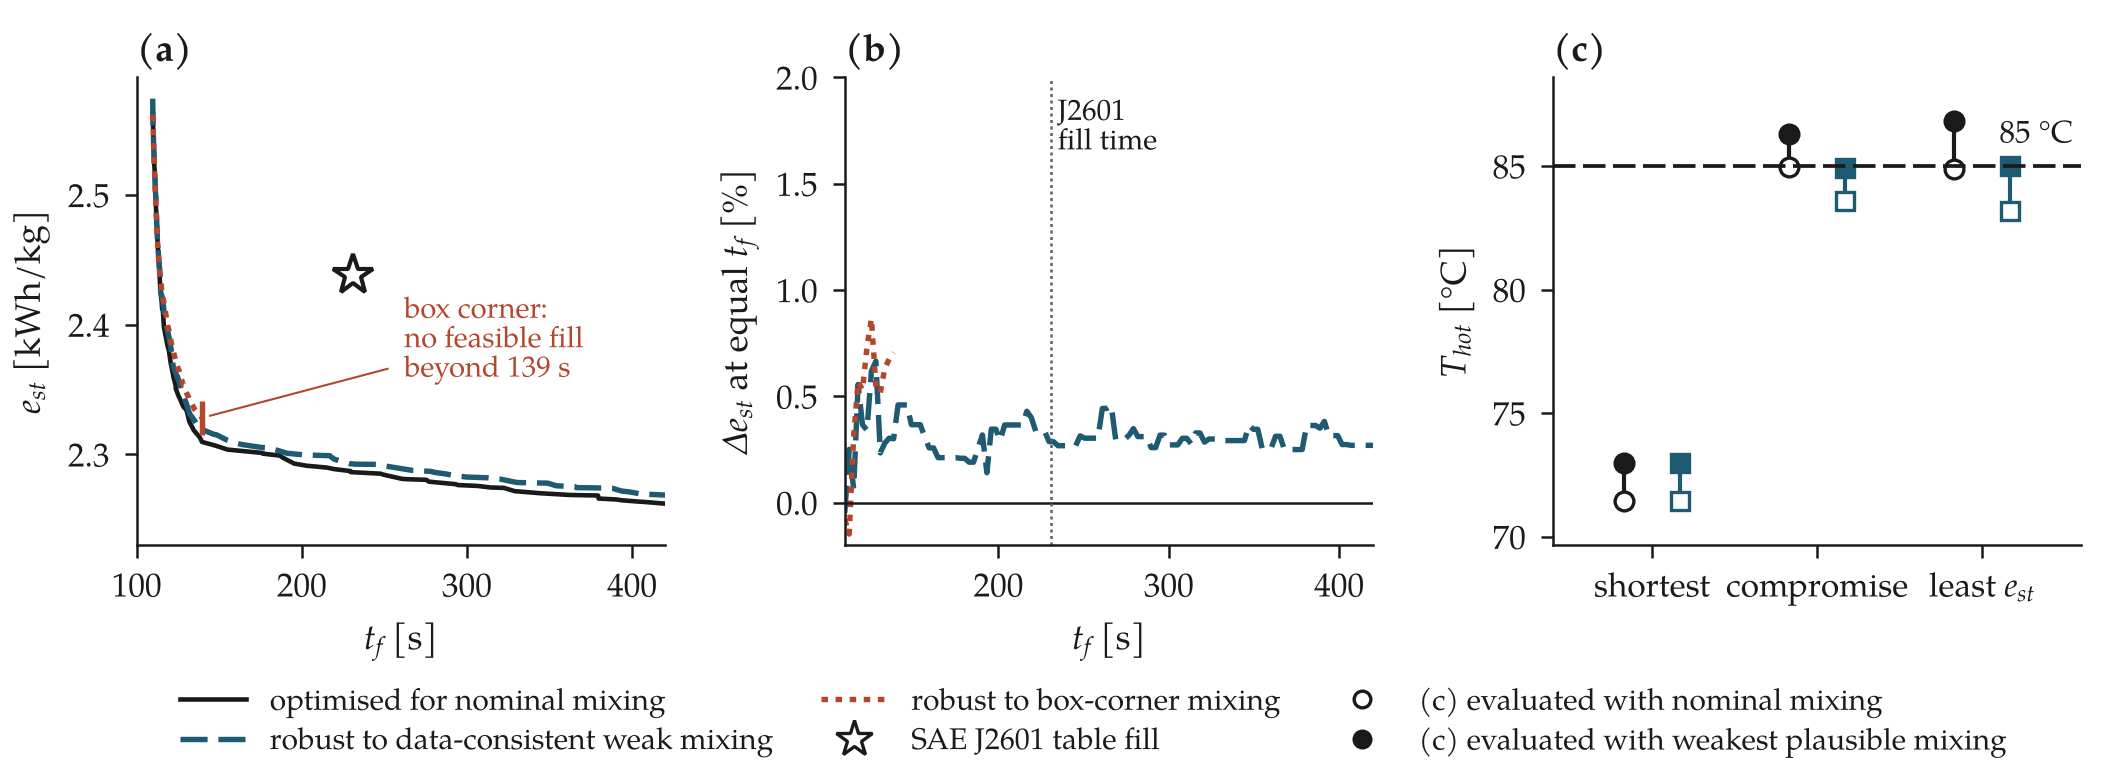 (a)
2.5
2.4
2.3
e_st [kWh/kg]
100
200
300
400
t_f [s]
box corner:
no feasible fill
beyond 139 s
(b)
2.0
1.5
1.0
0.5
0.0
Δe_st at equal t_f [%]
J2601
fill time
200
300
400
t_f [s]
(c)
85
80
75
70
T_hot [°C]
85 °C
shortest
compromise
least e_st
optimised for nominal mixing
robust to data-consistent weak mixing
robust to box-corner mixing
SAE J2601 table fill
(c) evaluated with nominal mixing
(c) evaluated with weakest plausible mixing